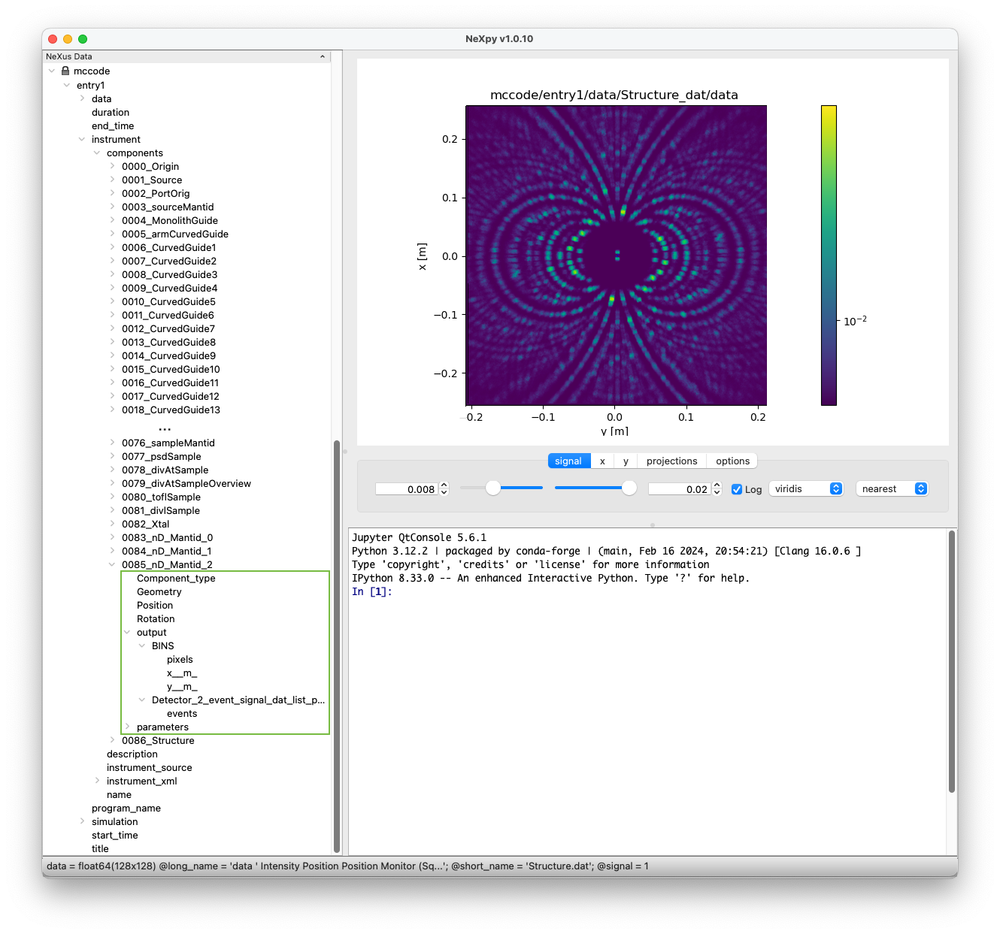 NeXpy v1.0.10
NeXus Data
mccode
entry1
data
duration
end_time
instrument
components
0000_Origin
0001_Source
0002_PortOrig
0003_sourceMantid
0004_MonolithGuide
0005_armCurvedGuide
0006_CurvedGuide1
0007_CurvedGuide2
0008_CurvedGuide3
0009_CurvedGuide4
0010_CurvedGuide5
0011_CurvedGuide6
0012_CurvedGuide7
0013_CurvedGuide8
0014_CurvedGuide9
0015_CurvedGuide10
0016_CurvedGuide11
0017_CurvedGuide12
0018_CurvedGuide13
...
0076_sampleMantid
0077_psdSample
0078_divAtSample
0079_divAtSampleOverview
0080_toflSample
0081_divlSample
0082_Xtal
0083_nD_Mantid_0
0084_nD_Mantid_1
0085_nD_Mantid_2
Component_type
Geometry
Position
Rotation
output
BINS
pixels
x__m_
y__m_
Detector_2_event_signal_dat_list_p...
events
parameters
0086_Structure
description
instrument_source
instrument_xml
name
program_name
simulation
start_time
title
mccode/entry1/data/Structure_dat/data
x [m]
0.2
0.1
0.0
−0.1
−0.2
−0.2 −0.1 0.0 0.1 0.2
y [m]
10⁻²
signal x y projections options
0.008 0.02 Log viridis nearest
Jupyter QtConsole 5.6.1
Python 3.12.2 | packaged by conda-forge | (main, Feb 16 2024, 20:54:21) [Clang 16.0.6 ]
Type 'copyright', 'credits' or 'license' for more information
IPython 8.33.0 -- An enhanced Interactive Python. Type '?' for help.
In [1]:
data = float64(128x128) @long_name = 'data ' Intensity Position Position Monitor (Sq...'; @short_name = 'Structure.dat'; @signal = 1